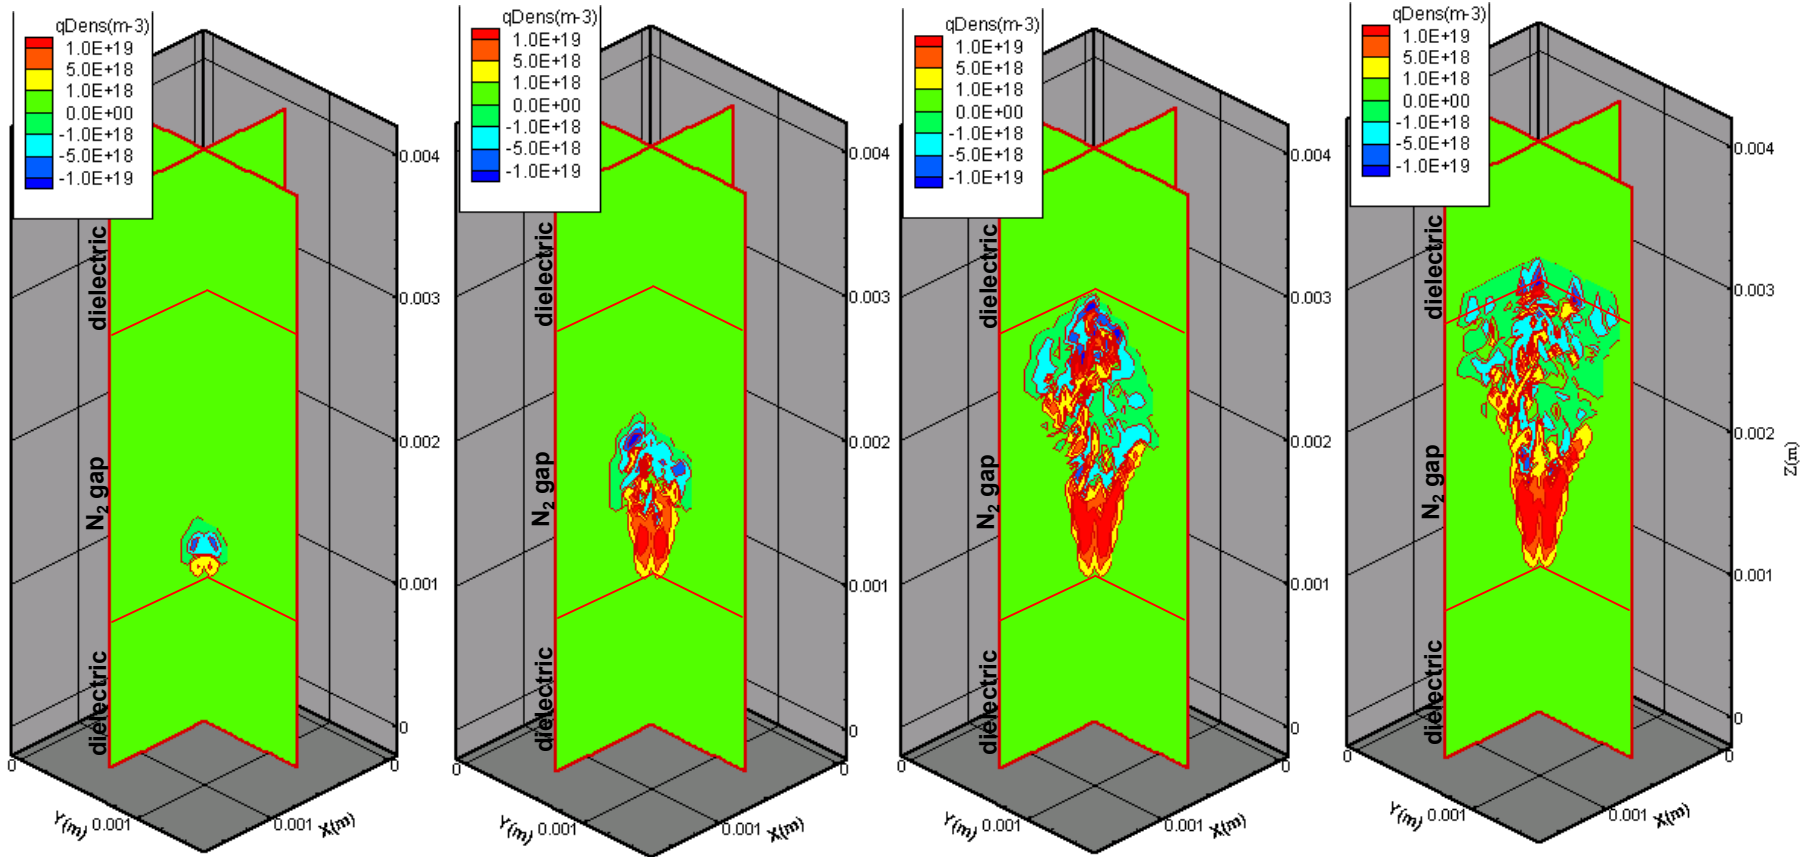 qDens(m-3)
1.0E+19
5.0E+18
1.0E+18
0.0E+00
-1.0E+18
-5.0E+18
-1.0E+19
dielectric
N2 gap
dielectric
0.004
0.003
0.002
0.001
0
0
0
Y(m)
0.001
0.001
X(m)
qDens(m-3)
1.0E+19
5.0E+18
1.0E+18
0.0E+00
-1.0E+18
-5.0E+18
-1.0E+19
dielectric
N2 gap
dielectric
0.004
0.003
0.002
0.001
0
0
0
Y(m)
0.001
0.001
X(m)
qDens(m-3)
1.0E+19
5.0E+18
1.0E+18
0.0E+00
-1.0E+18
-5.0E+18
-1.0E+19
dielectric
N2 gap
dielectric
0.004
0.003
0.002
0.001
0
0
0
Y(m)
0.001
0.001
X(m)
qDens(m-3)
1.0E+19
5.0E+18
1.0E+18
0.0E+00
-1.0E+18
-5.0E+18
-1.0E+19
dielectric
N2 gap
dielectric
0.004
0.003
0.002
Z(m)
0.001
0
0
0
Y(m)
0.001
0.001
X(m)